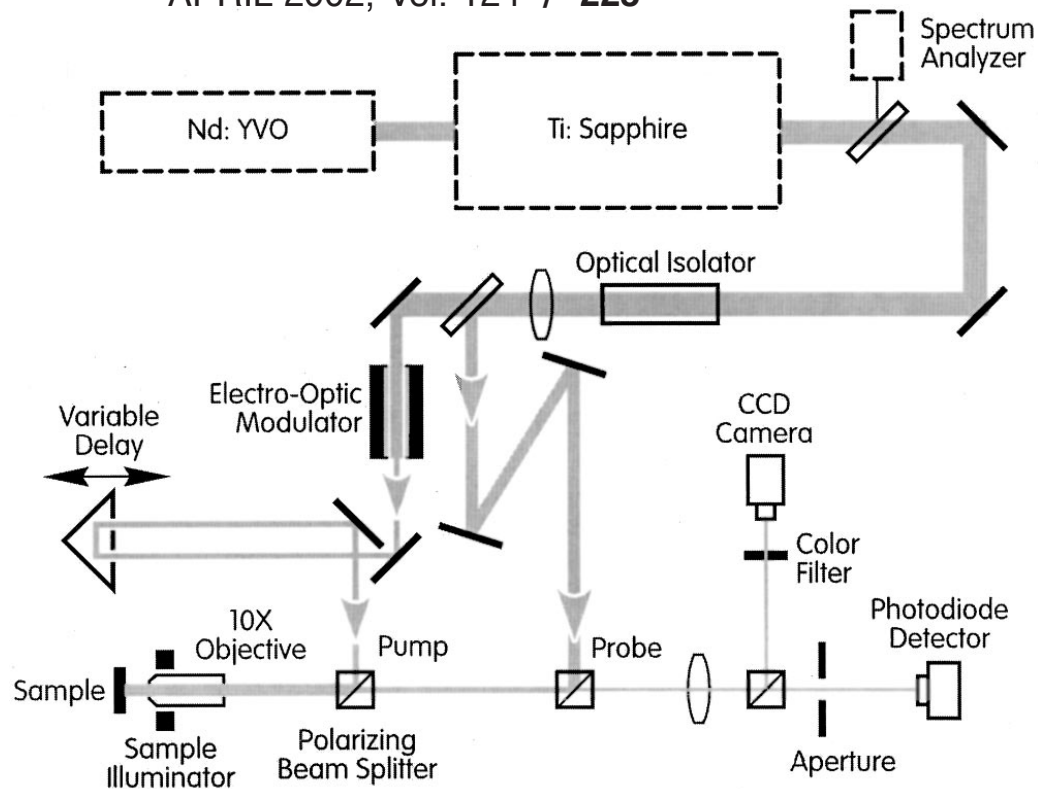 Spectrum
Analyzer
Nd: YVO
Ti: Sapphire
Optical Isolator
Electro-Optic
Modulator
Variable
Delay
CCD
Camera
Color
Filter
10X
Objective
Pump
Probe
Photodiode
Detector
Sample
Sample
Illuminator
Polarizing
Beam Splitter
Aperture